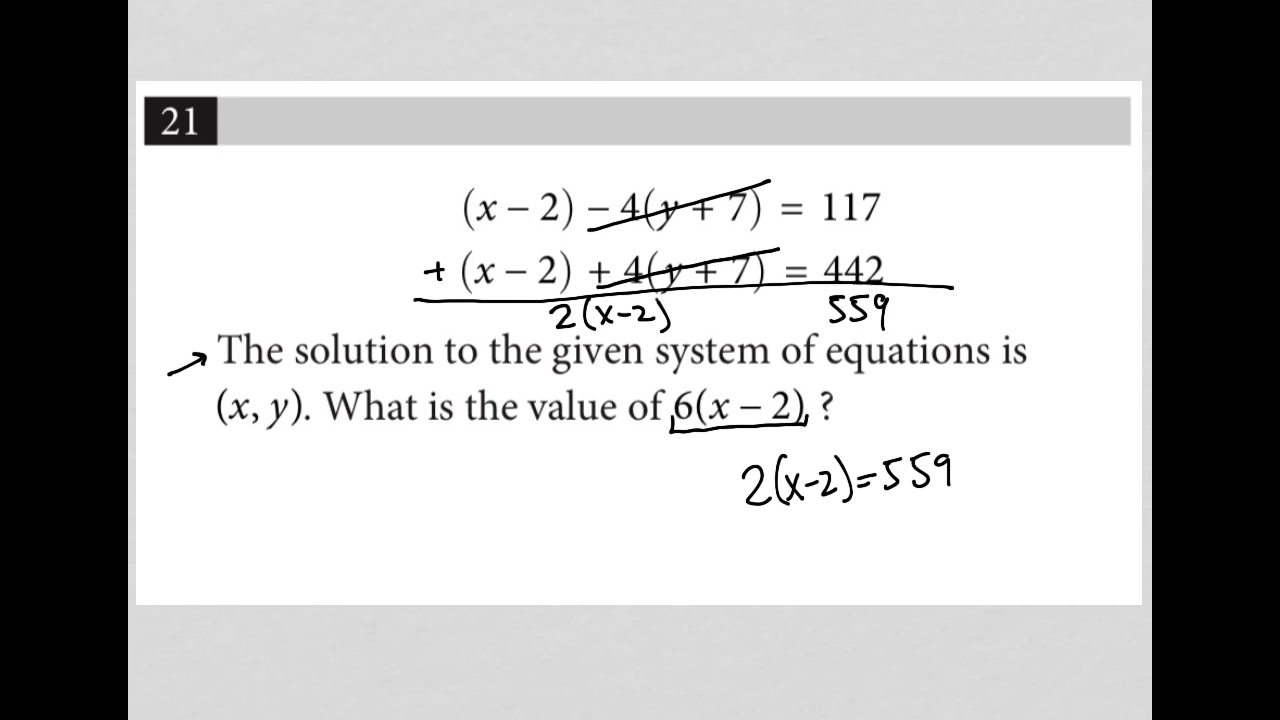 21
(x − 2) − 4(y + 7) = 117
+ (x − 2) + 4(y + 7) = 442
2(x-2) 559
The solution to the given system of equations is
(x, y). What is the value of 6(x − 2) ?
2(x-2)=559